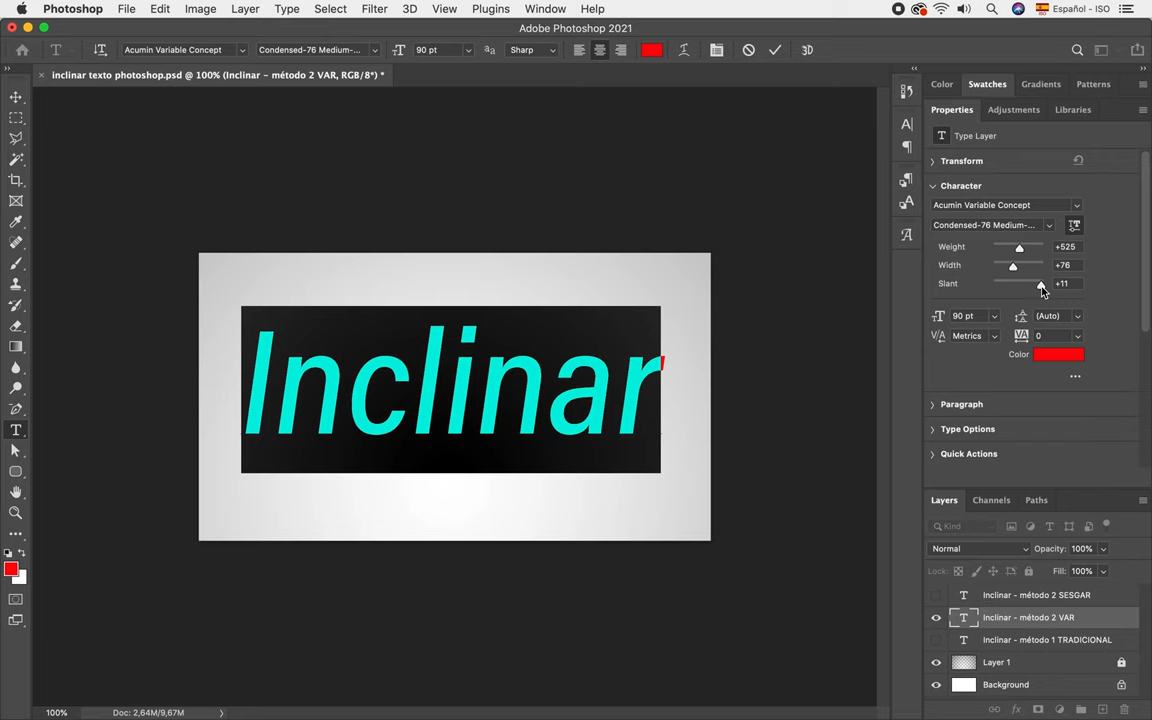 Photoshop File Edit Image Layer Type Select Filter 3D View Plugins Window Help Español - ISO
Adobe Photoshop 2021
T Acumin Variable Concept Condensed-76 Medium-... 90 pt Sharp 3D
× inclinar texto photoshop.psd @ 100% (Inclinar – método 2 VAR, RGB/8*) *
Color Swatches Gradients Patterns
Properties Adjustments Libraries
T Type Layer
Transform
Character
Acumin Variable Concept
Condensed-76 Medium-...
Weight +525
Width +76
Slant +11
90 pt (Auto)
Metrics 0
Color
Inclinar
Paragraph
Type Options
Quick Actions
Layers Channels Paths
Kind
Normal Opacity: 100%
Lock: Fill: 100%
T Inclinar - método 2 SESGAR
T Inclinar - método 2 VAR
T Inclinar - método 1 TRADICIONAL
Layer 1
Background
100% Doc: 2,64M/9,67M